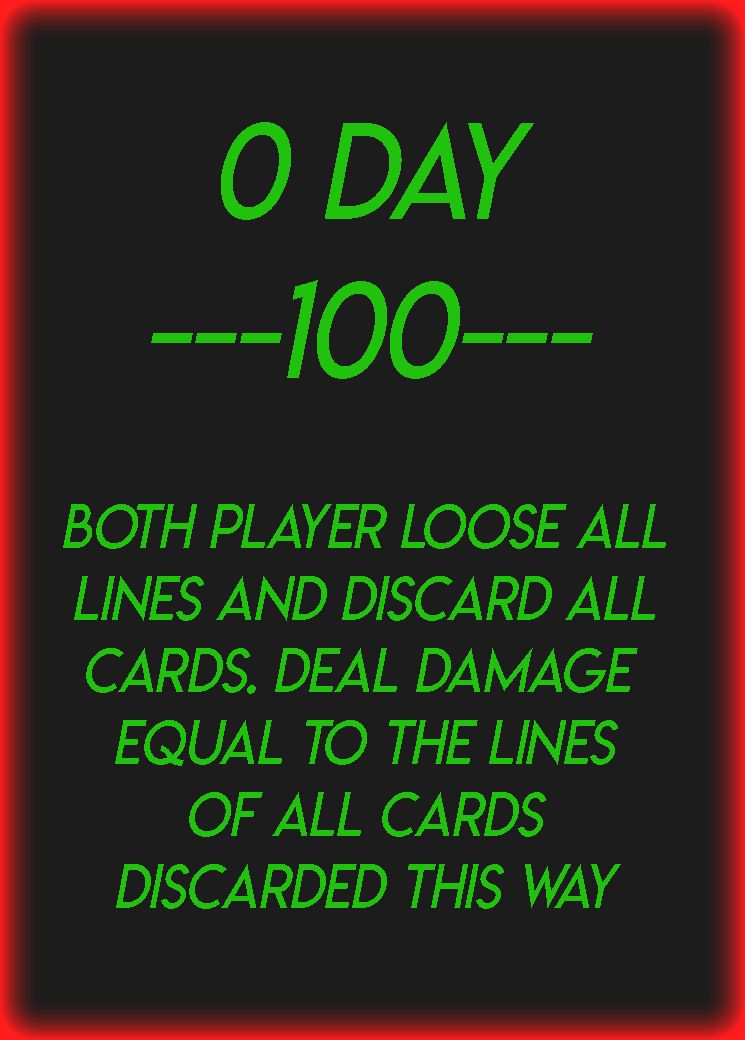 0 DAY
---100---
BOTH PLAYER LOOSE ALL
LINES AND DISCARD ALL
CARDS. DEAL DAMAGE
EQUAL TO THE LINES
OF ALL CARDS
DISCARDED THIS WAY